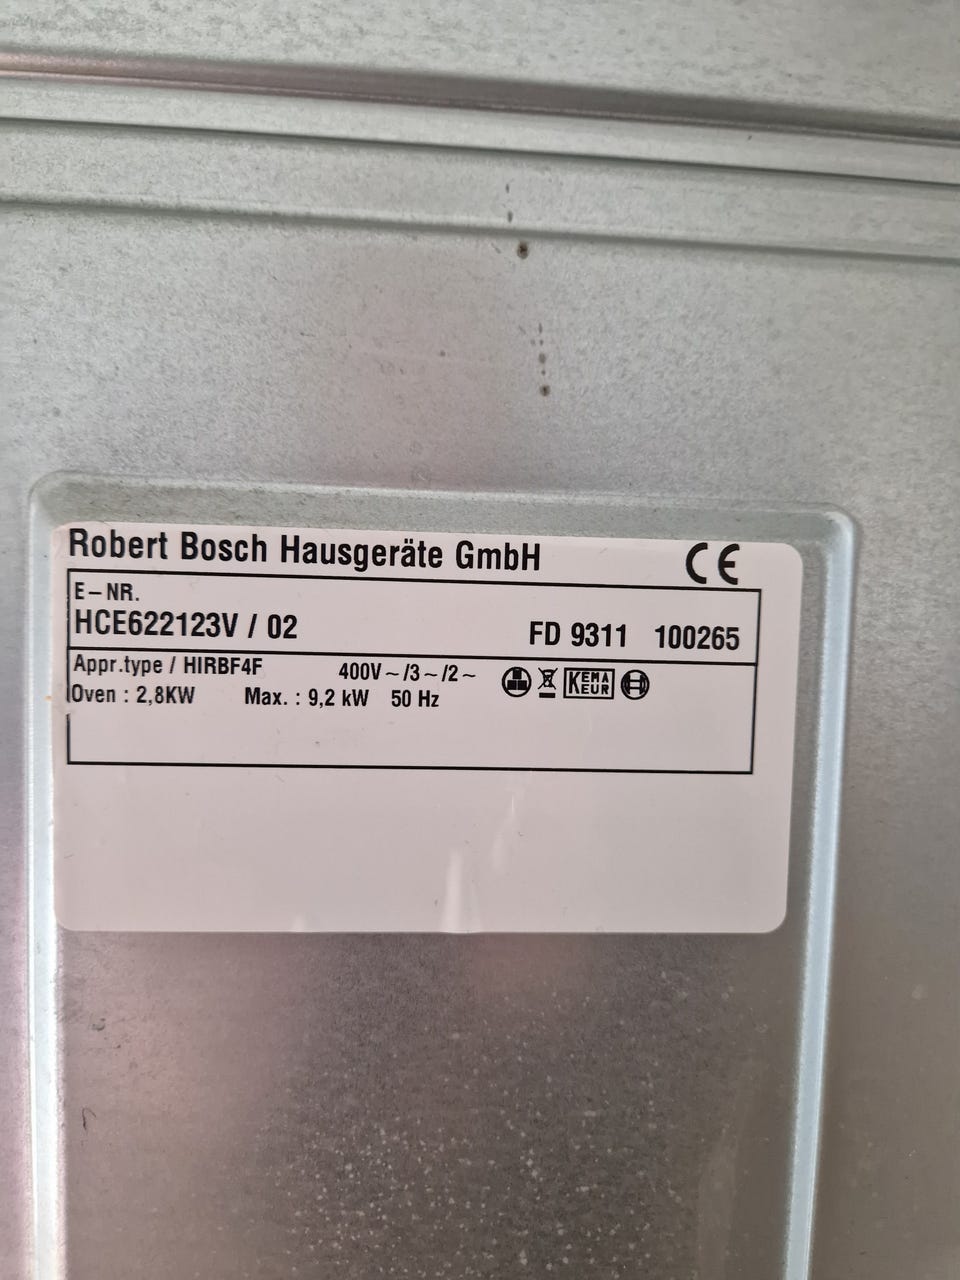 Robert Bosch Hausgeräte GmbH CE
E-NR.
HCE622123V / 02 FD 9311 100265
Appr.type / HIRBF4F 400V~/3~/2~ KEMA KEUR
Oven : 2,8KW Max. : 9,2 kW 50 Hz